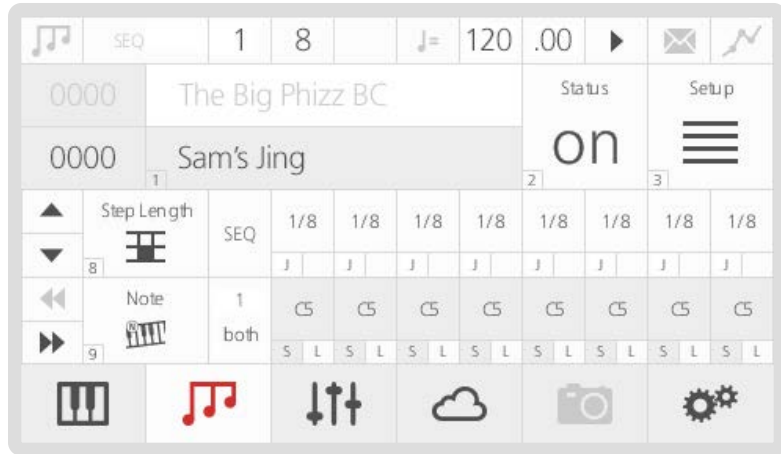 SEQ 1 8 ♩= 120 .00
0000 The Big Phizz BC Status Setup
on
0000 Sam's Jing
1 2 3
Step Length
SEQ 1/8 1/8 1/8 1/8 1/8 1/8 1/8 1/8
8 J J J J J J J J
Note 1
N C5 C5 C5 C5 C5 C5 C5 C5
both
9 S L S L S L S L S L S L S L S L